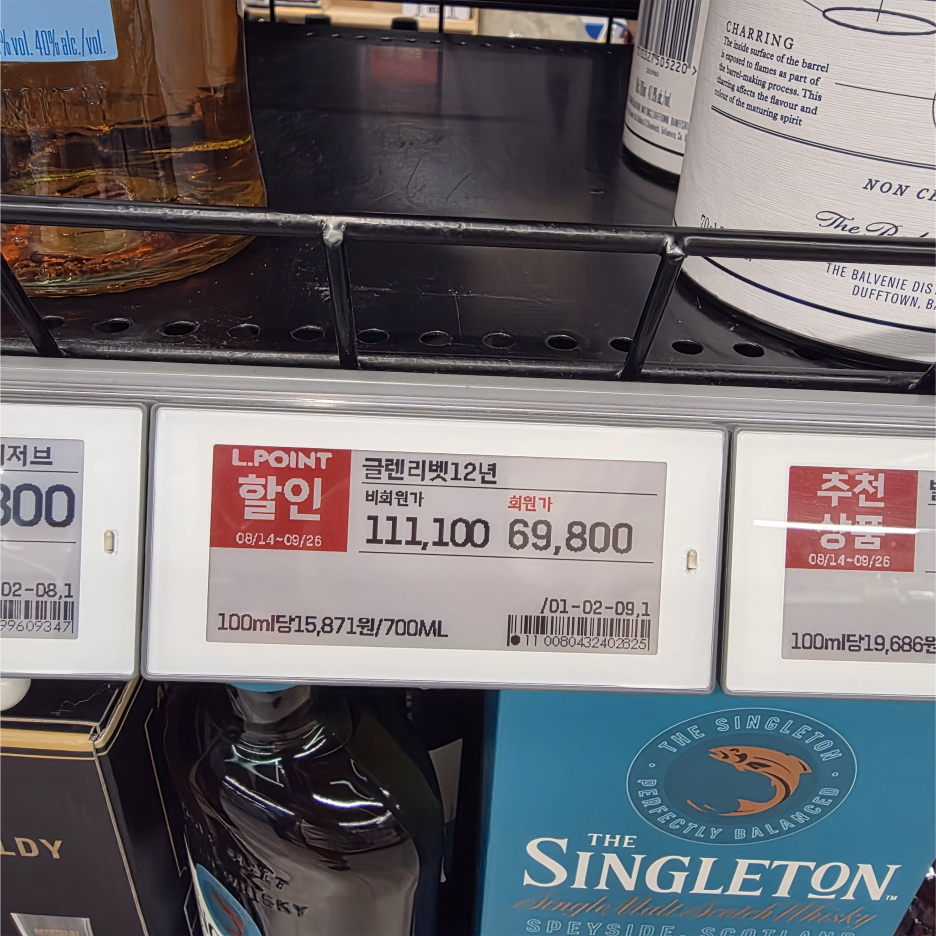 %vol. 40% alc./vol.
CHARRING
The inside surface of the barrel
is exposed to flames as part of
the barrel-making process. This
charring affects the flavour and
colour of the maturing spirit
NON
The
THE BALVENIE
DUFFTOWN,
저브
800
02-08,1
99609347
L.POINT
할인
08/14~09/26
글렌리벳12년
비회원가
회원가
111,100
69,800
/01-02-09,1
100ml당15,871원/700ML
11 0080432402825
추천
상품
08/14~09/26
100ml당19,686원
LDY
THE SINGLETON
PERFECTLY BALANCED
THE
SINGLETON
Single Malt Scotch Whisky
SPEYSIDE, SCOTLAND